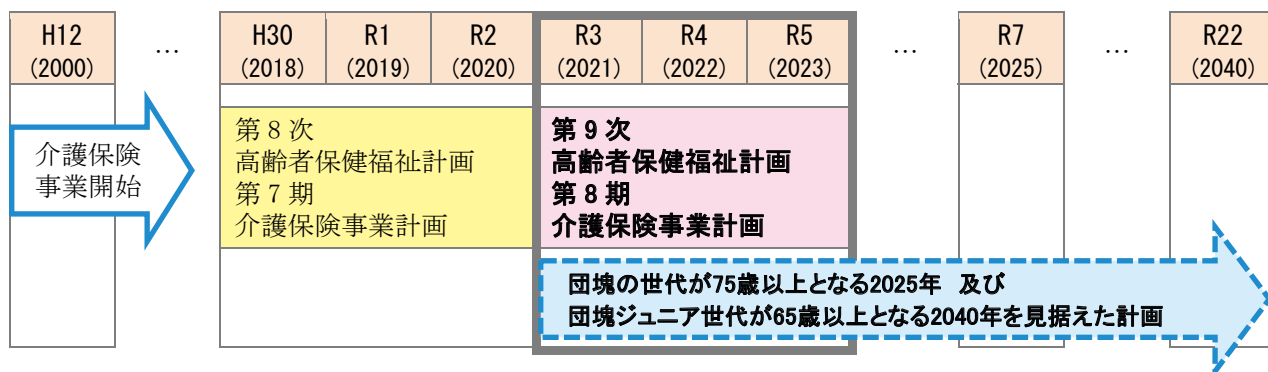 H12
(2000)
…
H30
(2018)
R1
(2019)
R2
(2020)
R3
(2021)
R4
(2022)
R5
(2023)
…
R7
(2025)
…
R22
(2040)
介護保険
事業開始
第８次
高齢者保健福祉計画
第７期
介護保険事業計画
第９次
高齢者保健福祉計画
第８期
介護保険事業計画
団塊の世代が75歳以上となる2025年　及び
団塊ジュニア世代が65歳以上となる2040年を見据えた計画